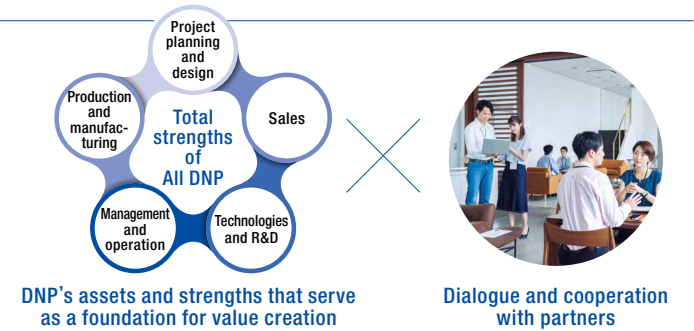 Project
planning
and
design
Production
and
manufac-
turing
Total
strengths
of
All DNP
Sales
Management
and
operation
Technologies
and R&D
DNP's assets and strengths that serve
as a foundation for value creation
Dialogue and cooperation
with partners